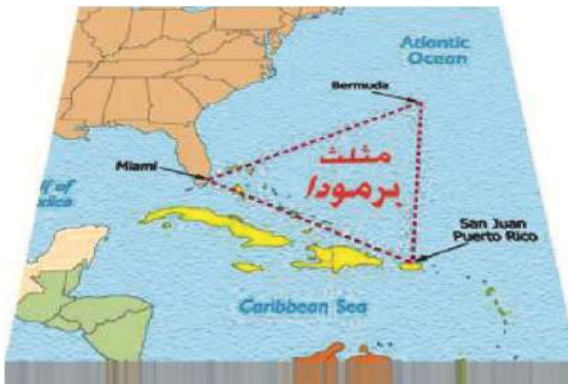 Atlantic
Ocean
Bermuda
مثلث
برمودا
Miami
San Juan
Puerto Rico
Caribbean Sea